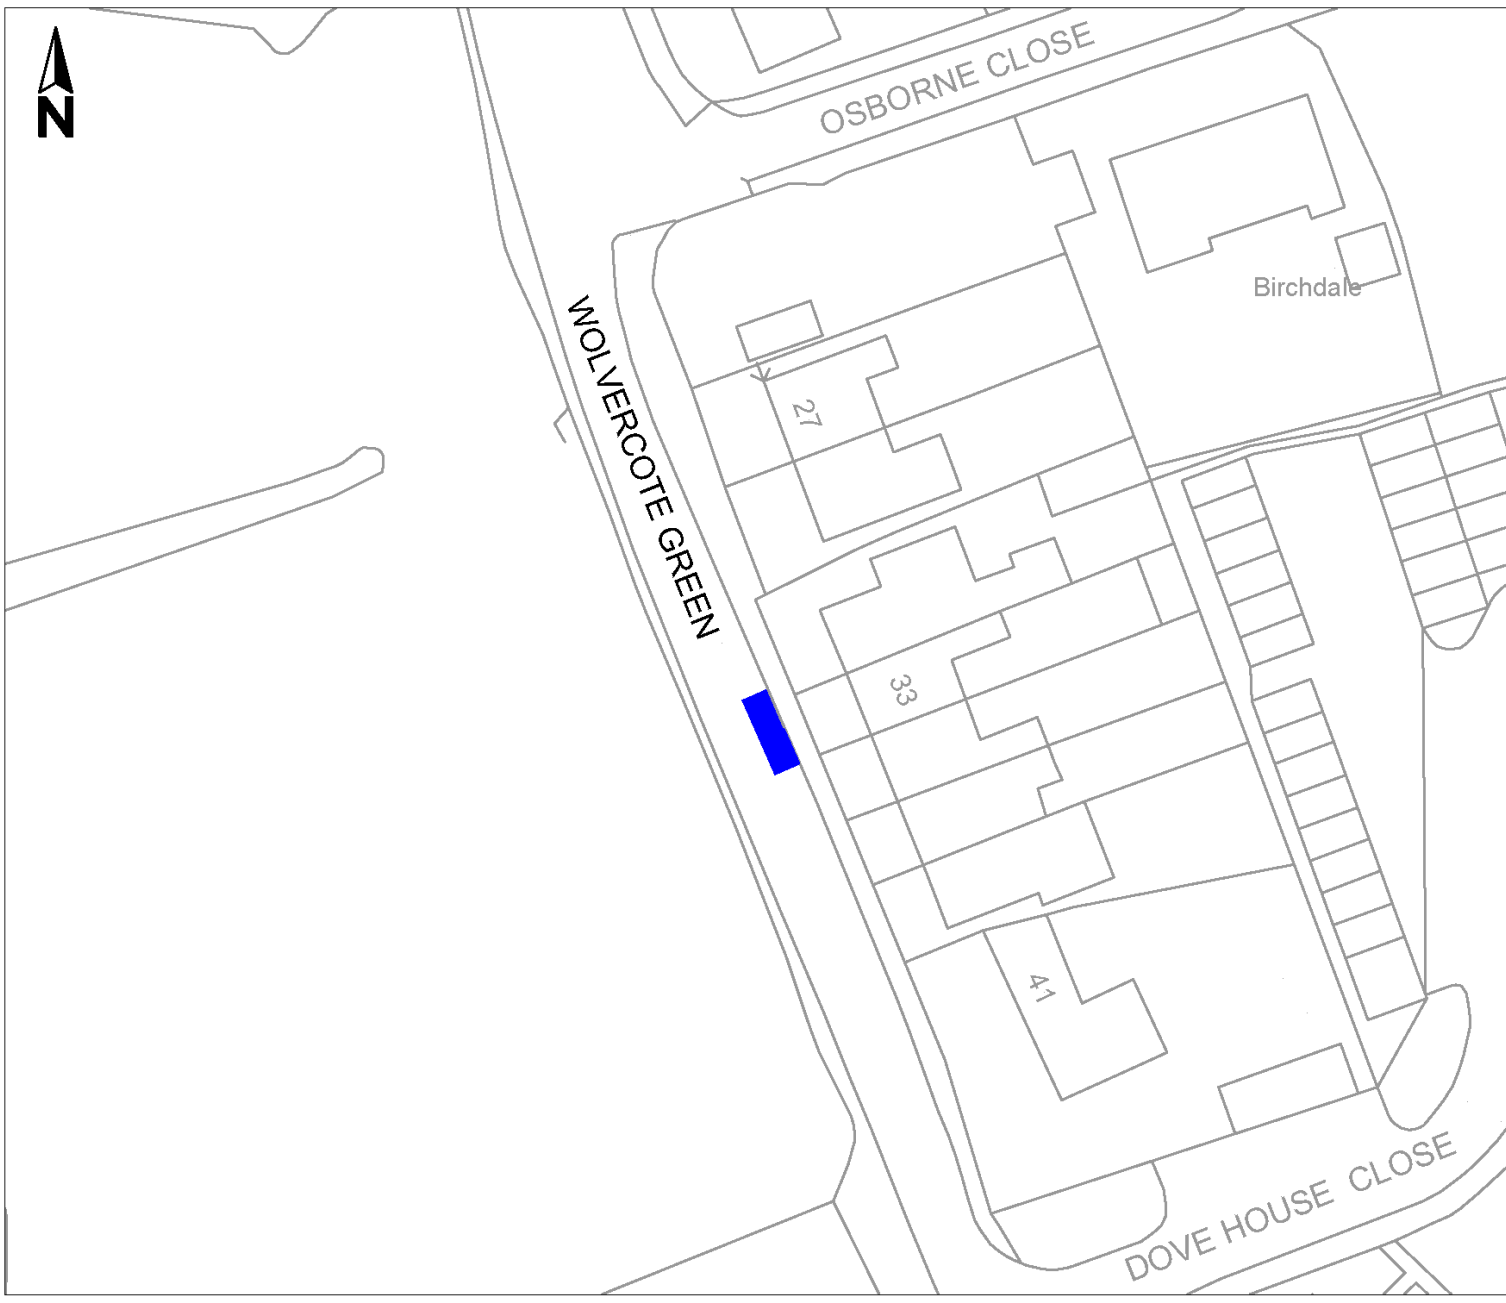 N
OSBORNE CLOSE
Birchdale
WOLVERCOTE GREEN
27
33
41
DOVE HOUSE CLOSE